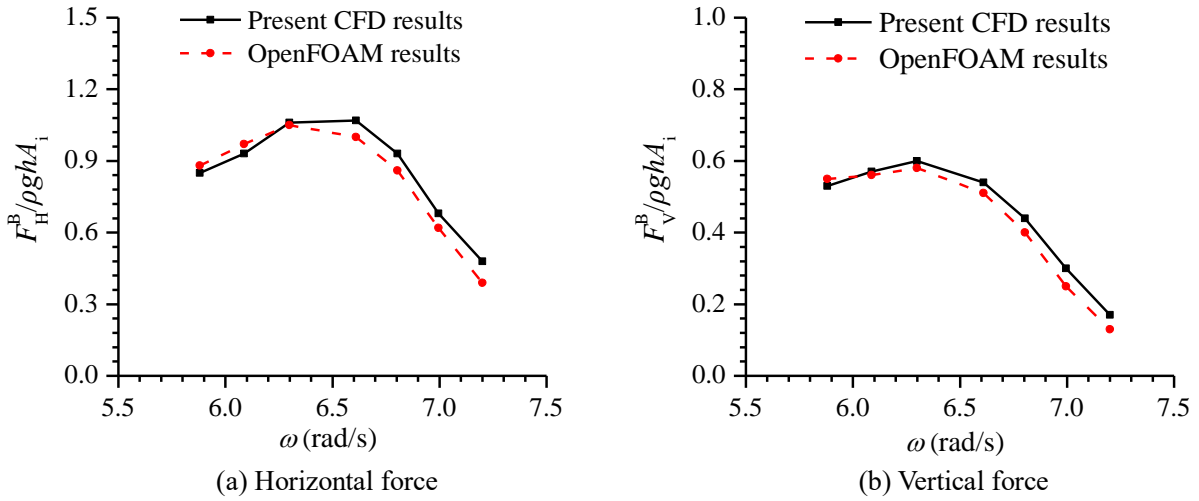 Present CFD results
OpenFOAM results
1.5
1.2
0.9
0.6
0.3
0.0
F_H^B/ρghA_i
5.5 6.0 6.5 7.0 7.5
ω (rad/s)
(a) Horizontal force
Present CFD results
OpenFOAM results
1.0
0.8
0.6
0.4
0.2
0.0
F_V^B/ρghA_i
5.5 6.0 6.5 7.0 7.5
ω (rad/s)
(b) Vertical force